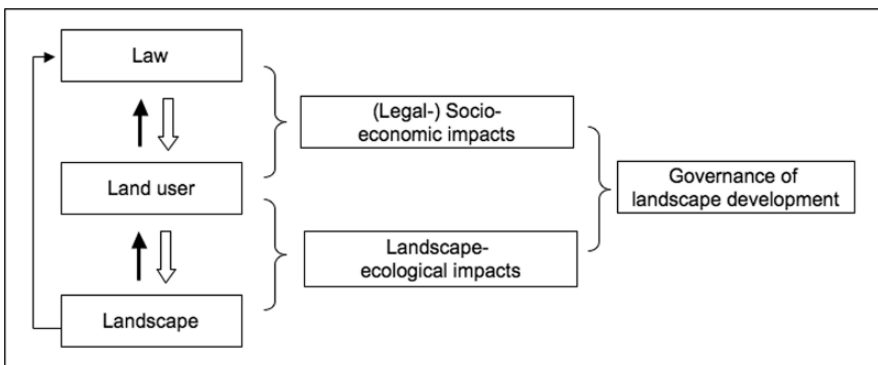 Law
(Legal-) Socio-
economic impacts
Land user
Governance of
landscape development
Landscape-
ecological impacts
Landscape